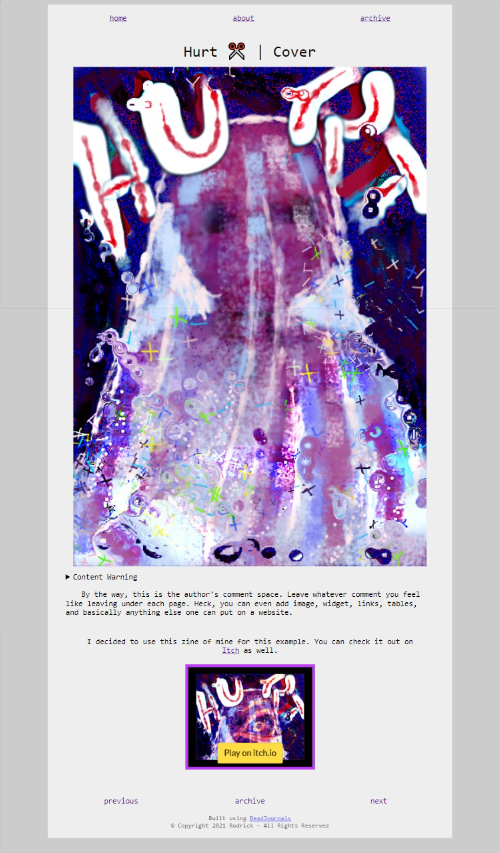 home about archive
Hurt | Cover
HURT
Content Warning
By the way, this is the author's comment space. Leave whatever comment you feel
like leaving under each page. Heck, you can even add image, widget, links, tables,
and basically anything else one can put on a website.
I decided to use this zine of mine for this example. You can check it out on
Itch as well.
HURT
Play on itch.io
previous archive next
Built using DeadJournals
© Copyright 2021 Rodrick - All Rights Reserved